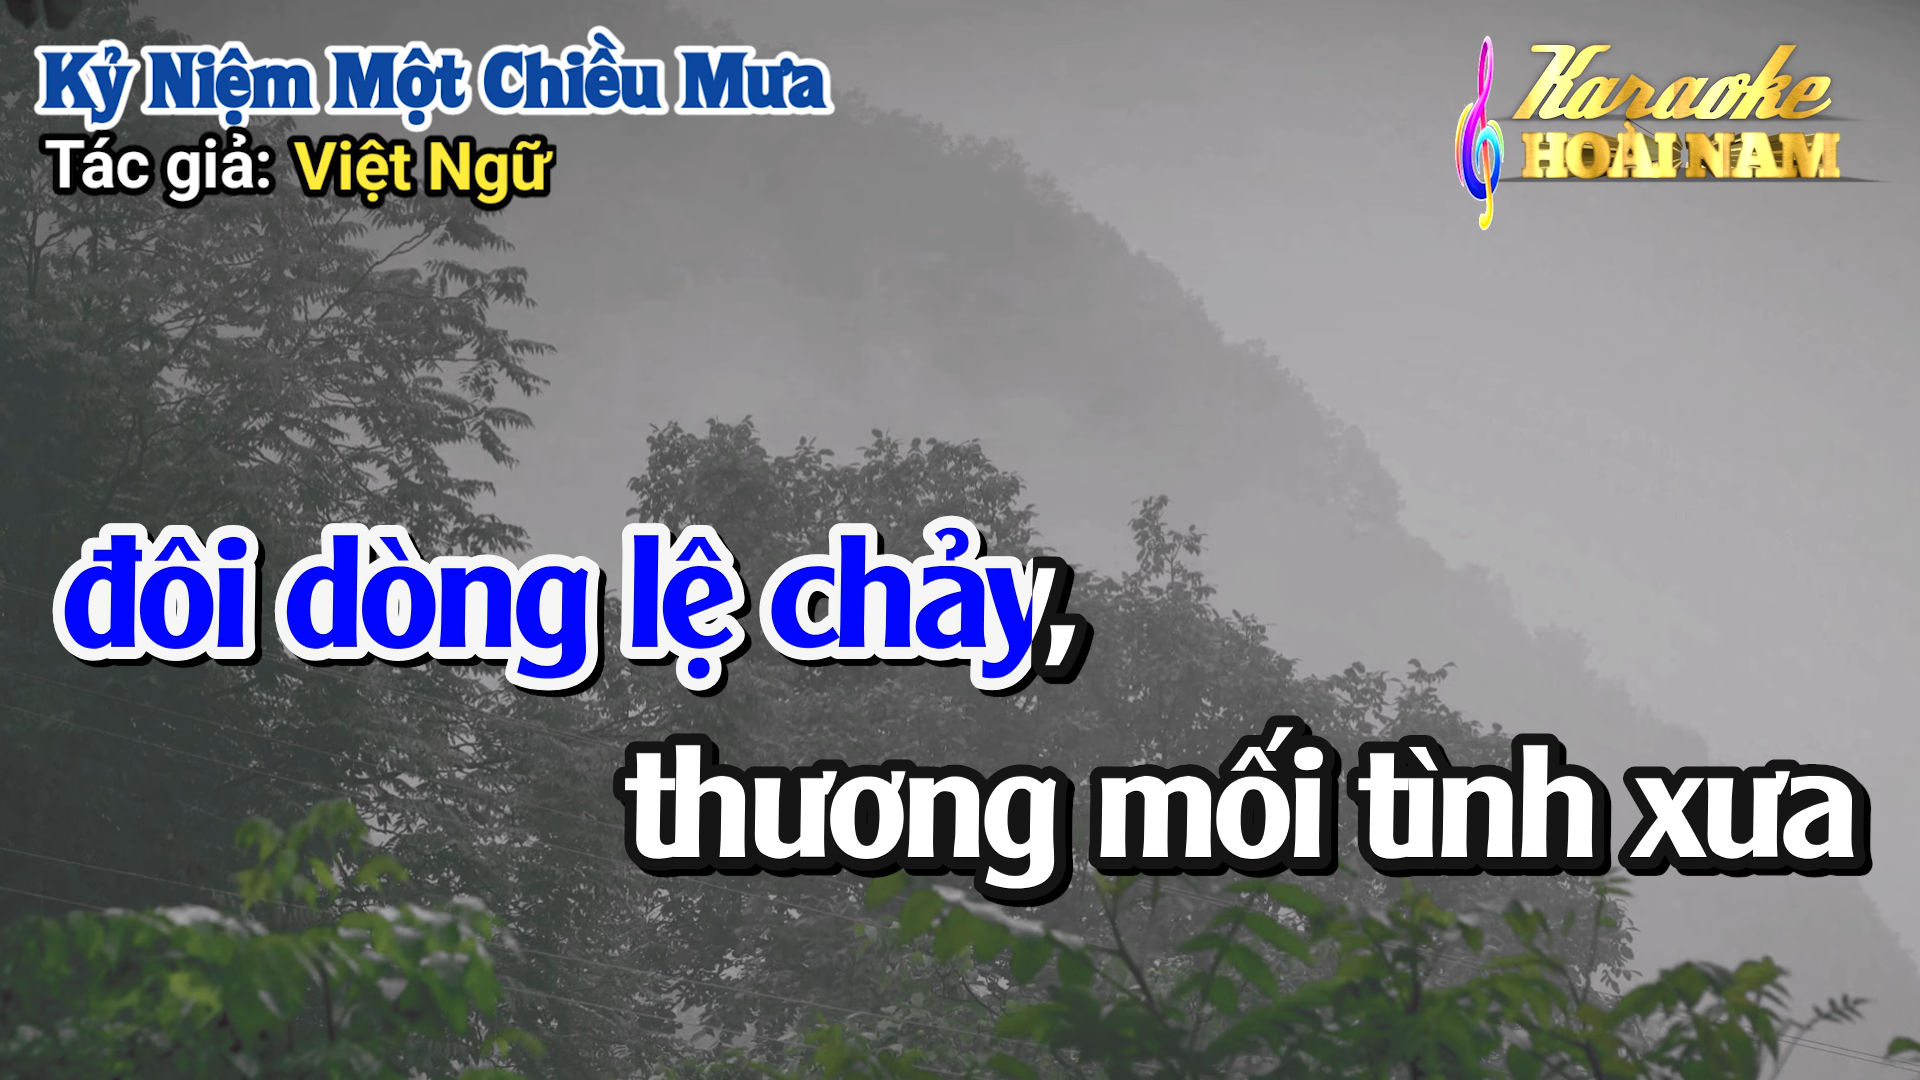 Kỷ Niệm Một Chiều Mưa
Tác giả: Việt Ngữ
Karaoke
HOÀI NAM
đôi dòng lệ chảy,
thương mối tình xưa